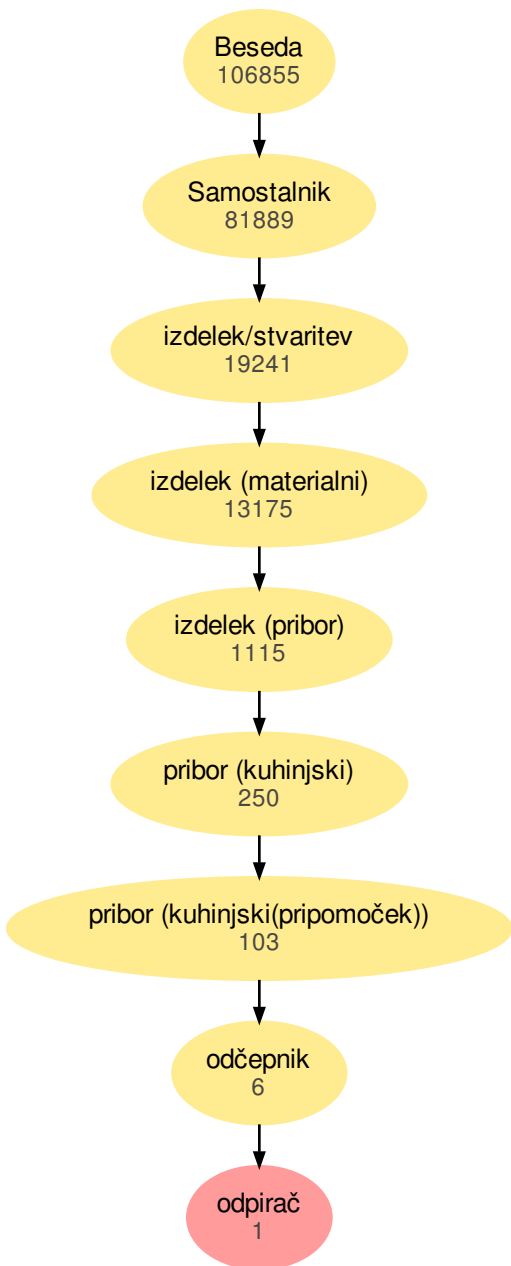 Beseda
106855
Samostalnik
81889
izdelek/stvaritev
19241
izdelek (materialni)
13175
izdelek (pribor)
1115
pribor (kuhinjski)
250
pribor (kuhinjski(pripomoček))
103
odčepnik
6
odpirač
1